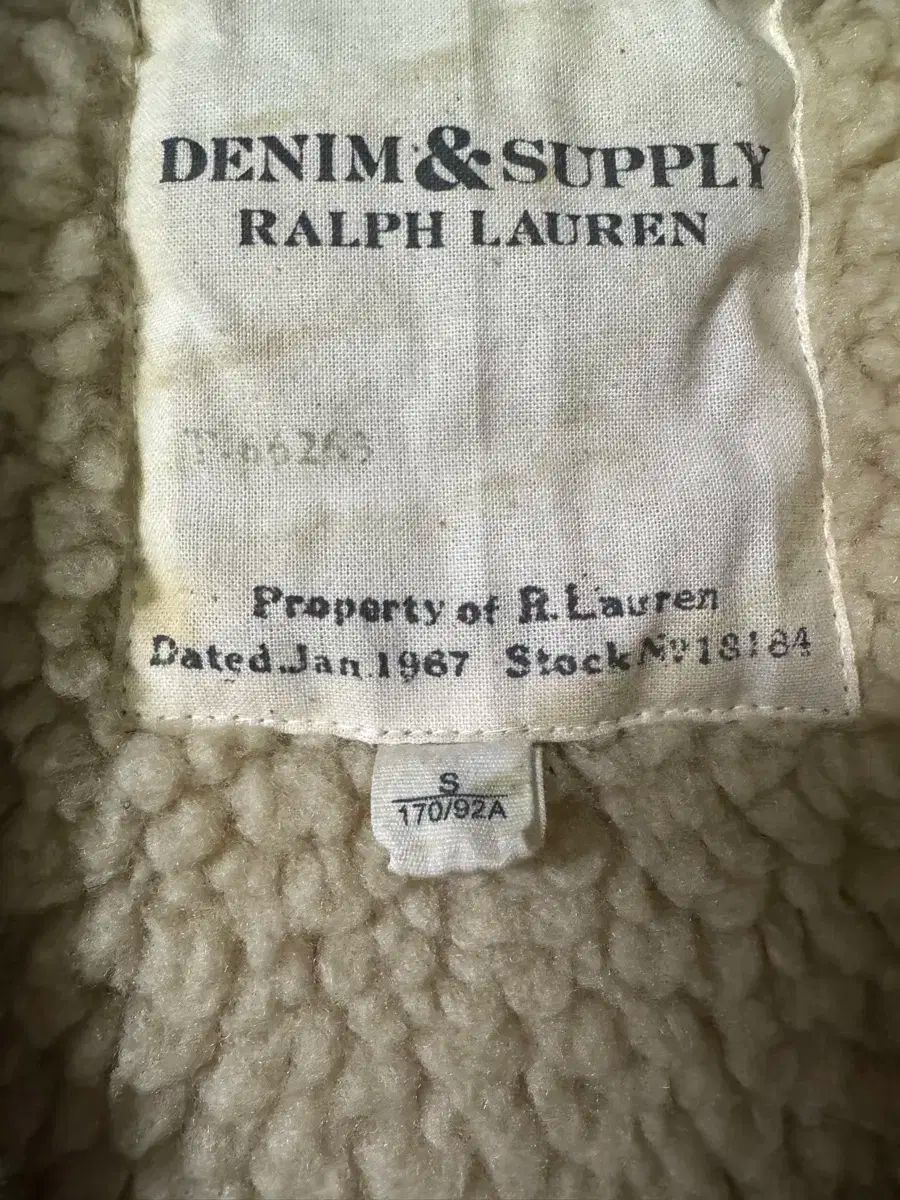 DENIM & SUPPLY
RALPH LAUREN
Property of R. Lauren
Dated. Jan. 1967 Stock Nº 18184
S
170/92A